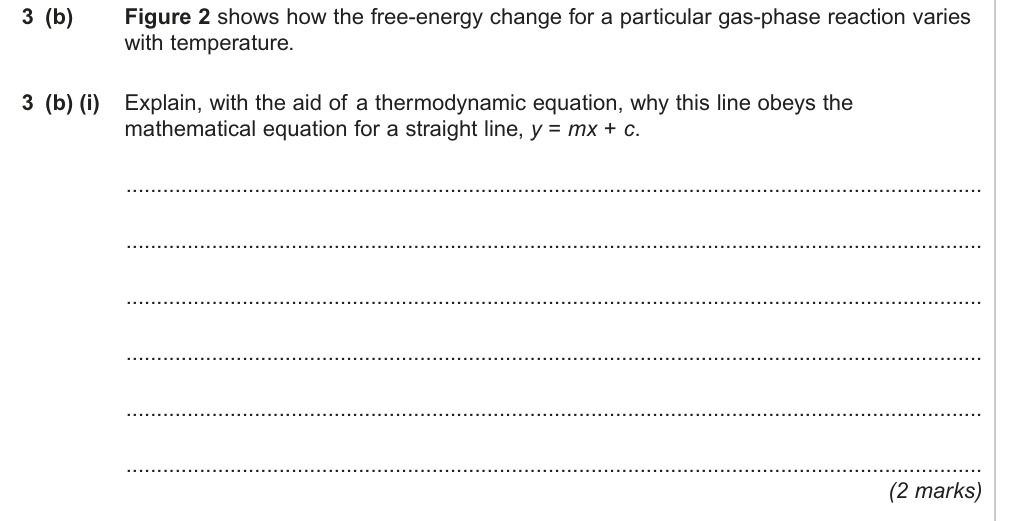 3 (b) Figure 2 shows how the free-energy change for a particular gas-phase reaction varies
with temperature.
3 (b) (i) Explain, with the aid of a thermodynamic equation, why this line obeys the
mathematical equation for a straight line, y = mx + c.
(2 marks)